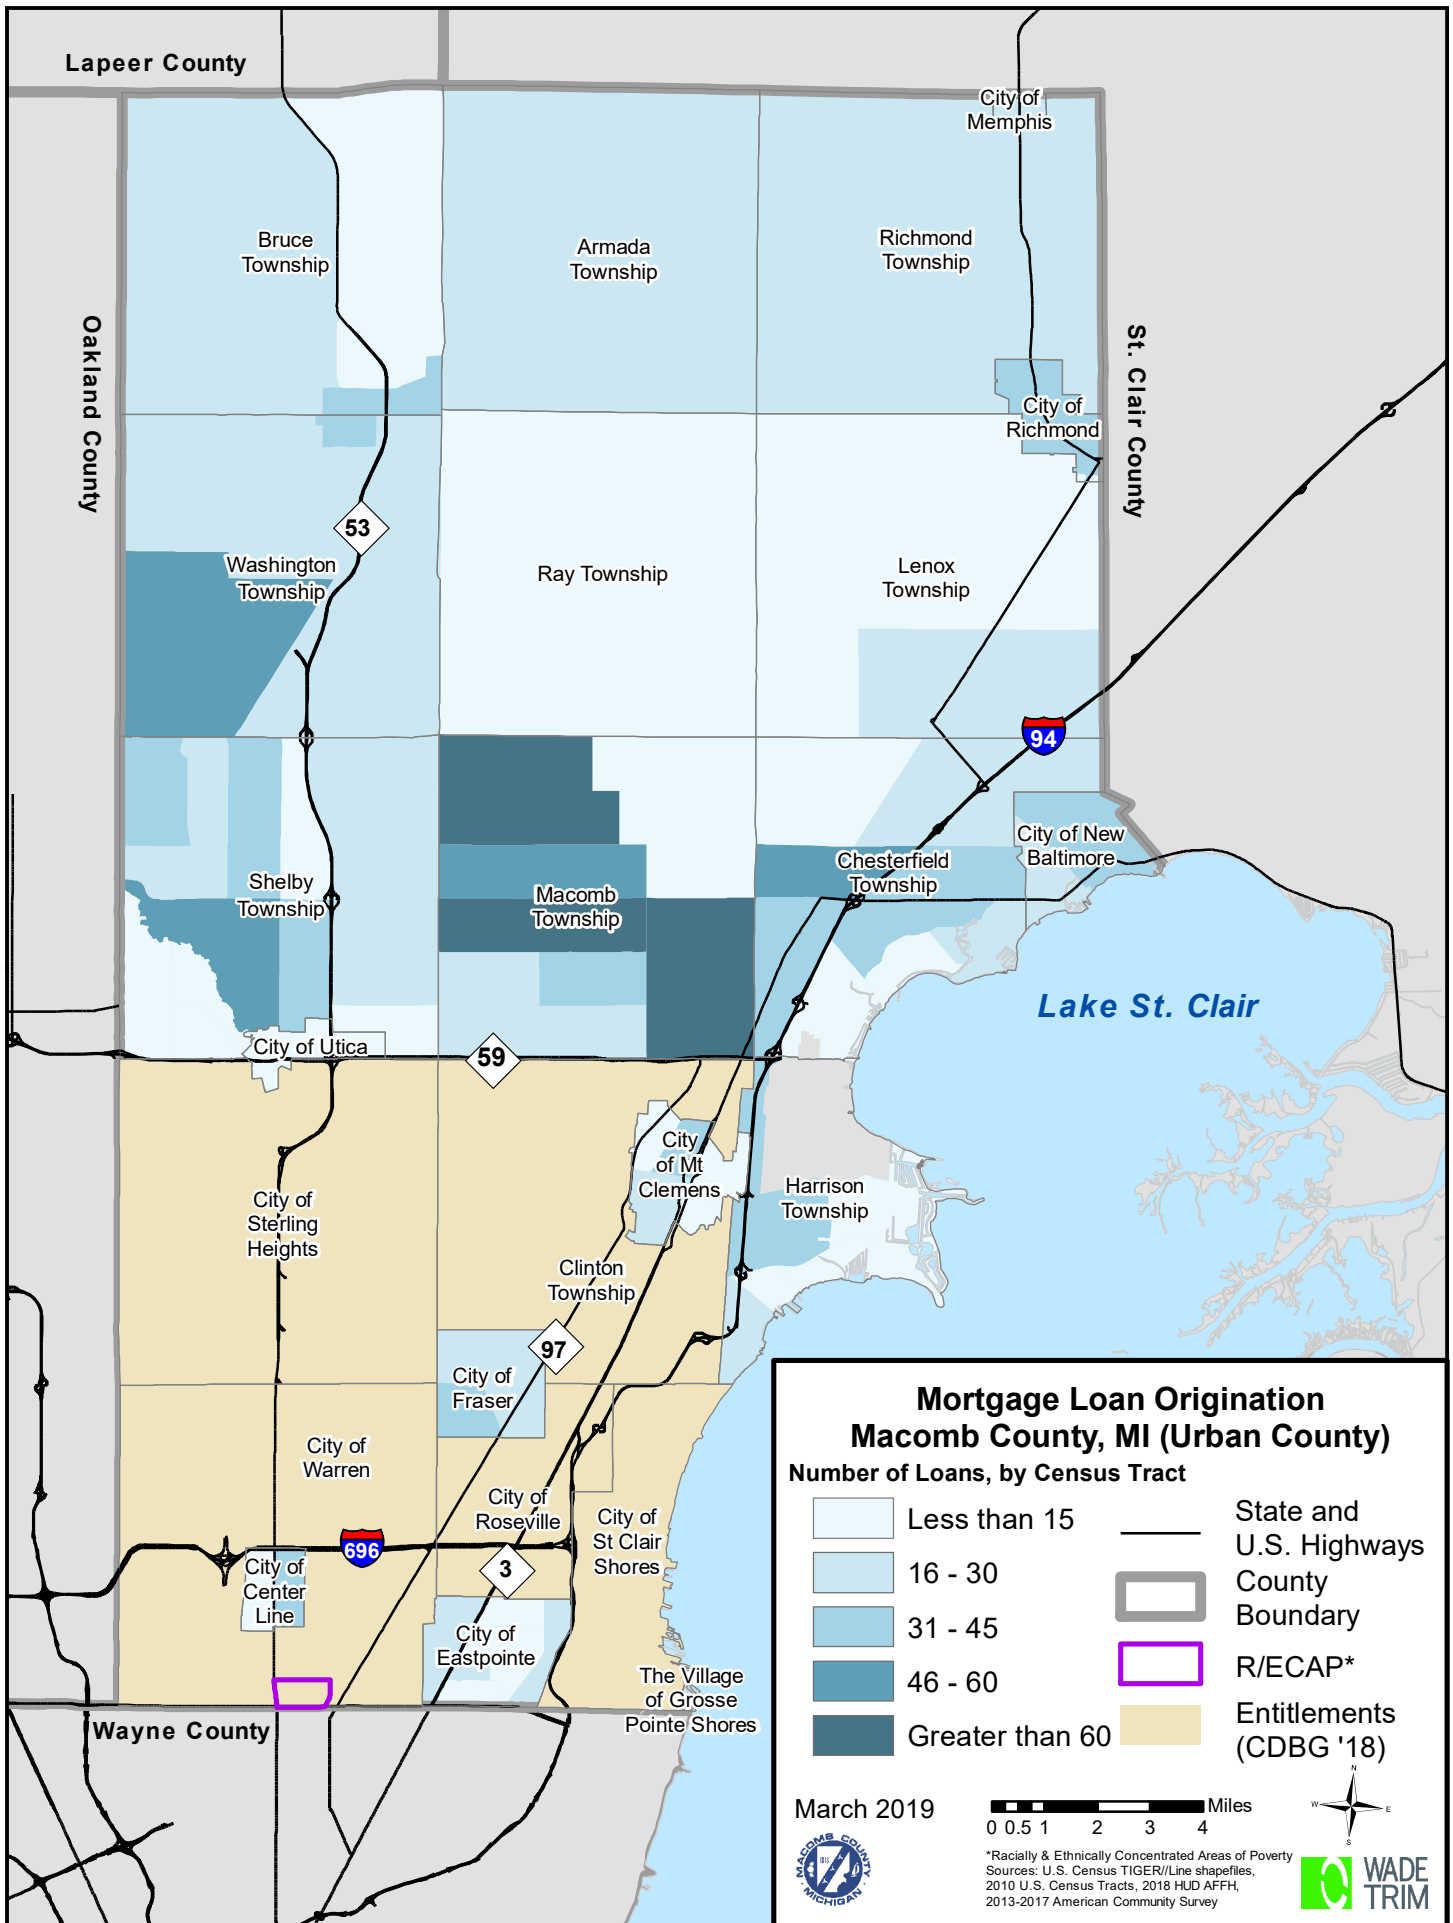 Lapeer County
City of
Memphis
Bruce
Township
Armada
Township
Richmond
Township
Oakland County
St. Clair County
City of
Richmond
53
Washington
Township
Ray Township
Lenox
Township
94
City of New
Baltimore
Chesterfield
Township
Shelby
Township
Macomb
Township
Lake St. Clair
City of Utica
59
City
of Mt
Clemens
City of
Sterling
Heights
Harrison
Township
Clinton
Township
97
City of
Fraser
City of
Warren
City of
Roseville
City of
St Clair
Shores
696
3
City of
Center
Line
City of
Eastpointe
The Village
of Grosse
Pointe Shores
Wayne County
Mortgage Loan Origination
Macomb County, MI (Urban County)
Number of Loans, by Census Tract
Less than 15
16 - 30
31 - 45
46 - 60
Greater than 60
State and
U.S. Highways
County
Boundary
R/ECAP*
Entitlements
(CDBG '18)
March 2019
Miles
0 0.5 1 2 3 4
N
W E
S
*Racially & Ethnically Concentrated Areas of Poverty
Sources: U.S. Census TIGER//Line shapefiles,
2010 U.S. Census Tracts, 2018 HUD AFFH,
2013-2017 American Community Survey
MACOMB COUNTY
MICHIGAN
WADE
TRIM